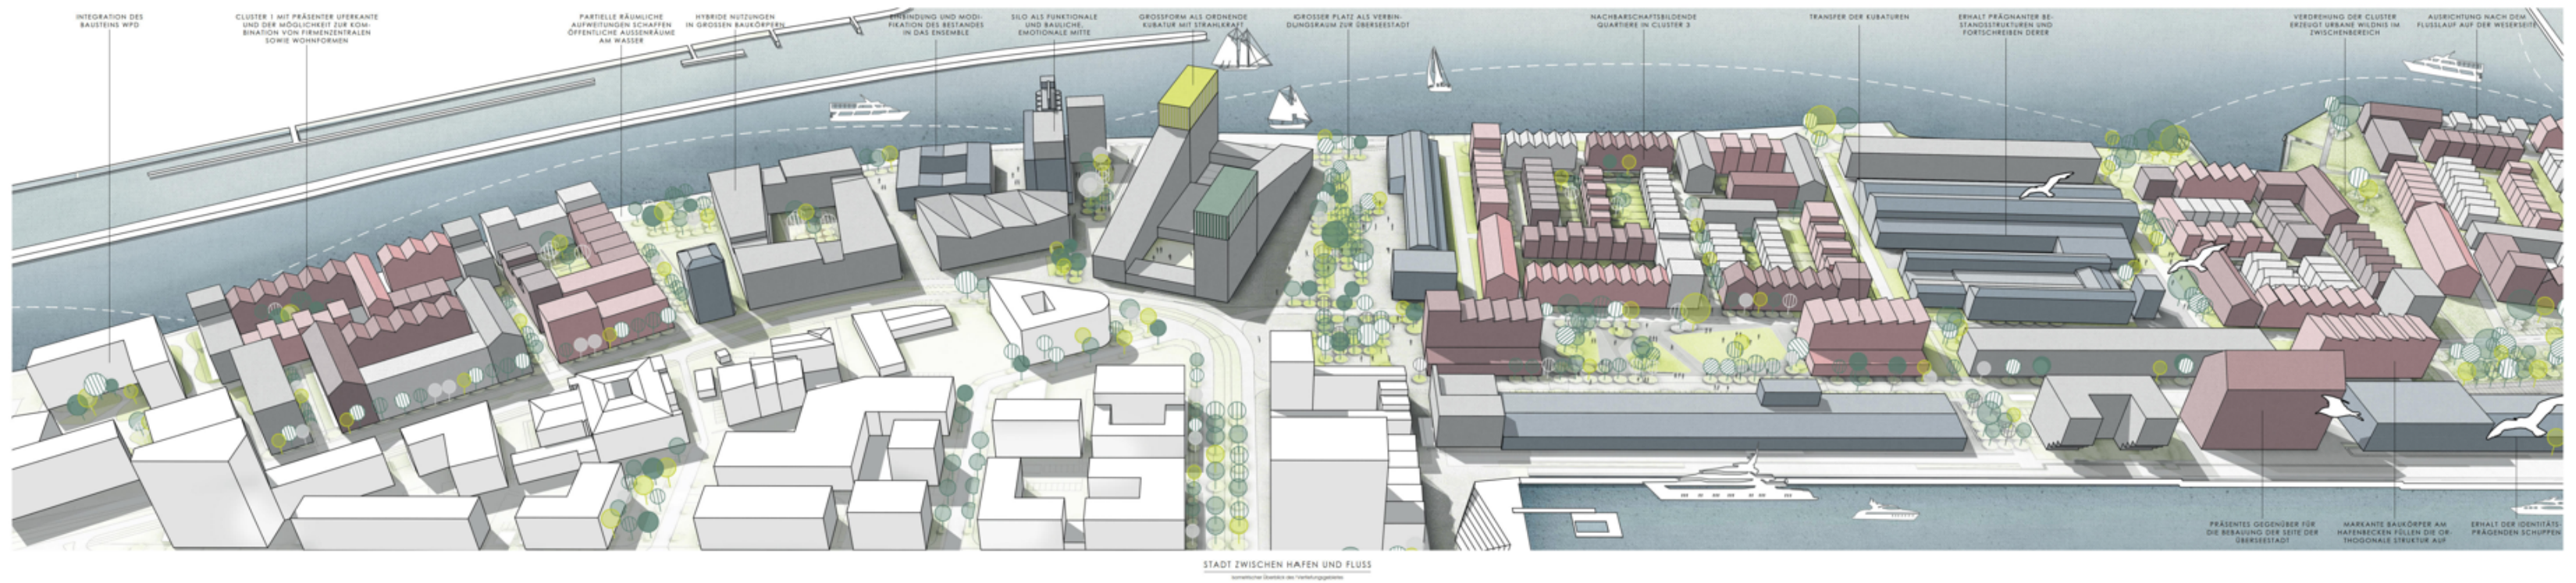 INTEGRATION DES
BAUSTEINS WPD
CLUSTER 1 MIT PRÄSENTER UFERKANTE
UND DER MÖGLICHKEIT ZUR KOM-
BINATION VON FIRMENZENTRALEN
SOWIE WOHNFORMEN
PARTIELLE RÄUMLICHE
AUFWEITUNGEN SCHAFFEN
ÖFFENTLICHE AUSSENRÄUME
AM WASSER
HYBRIDE NUTZUNGEN
IN GROSSEN BAUKÖRPERN
EINBINDUNG UND MODI-
FIKATION DES BESTANDES
IN DAS ENSEMBLE
SILO ALS FUNKTIONALE
UND BAULICHE,
EMOTIONALE MITTE
GROSSFORM ALS ORDNENDE
KUBATUR MIT STRAHLKRAFT
GROSSER PLATZ ALS VERBIN-
DUNGSRAUM ZUR ÜBERSEESTADT
NACHBARSCHAFTSBILDENDE
QUARTIERE IN CLUSTER 3
TRANSFER DER KUBATUREN
ERHALT PRÄGNANTER BE-
STANDSSTRUKTUREN UND
FORTSCHREIBEN DERER
VERDREHUNG DER CLUSTER
ERZEUGT URBANE WILDNIS IM
ZWISCHENBEREICH
AUSRICHTUNG NACH DEM
FLUSSLAUF AUF DER WESERSEITE
PRÄSENTES GEGENÜBER FÜR
DIE BEBAUUNG DER SEITE DER
ÜBERSEESTADT
MARKANTE BAUKÖRPER AM
HAFENBECKEN FÜLLEN DIE OR-
THOGONALE STRUKTUR AUF
ERHALT DER IDENTITÄTS-
PRÄGENDEN SCHUPPEN
STADT ZWISCHEN HAFEN UND FLUSS
Isometrischer Überblick des Vertiefungsgebietes